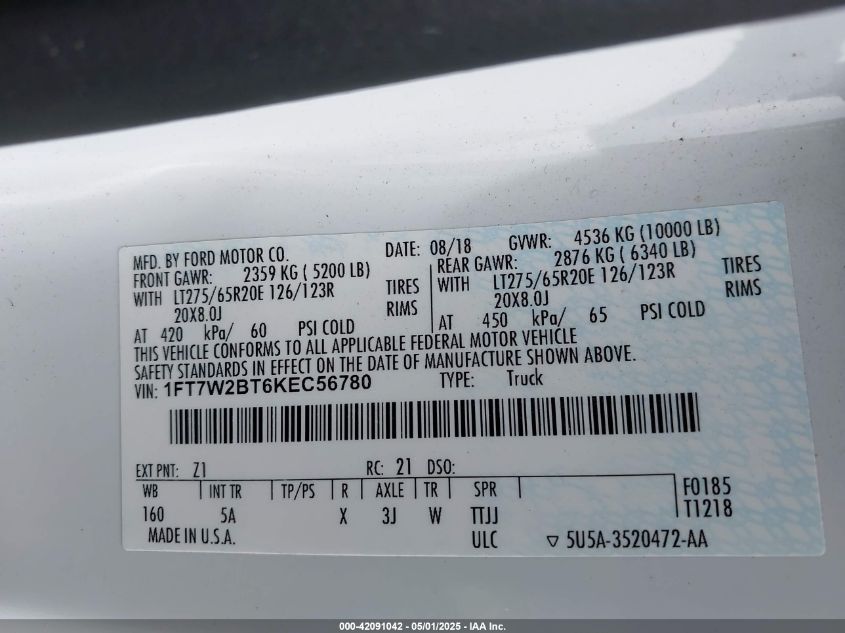 MFD. BY FORD MOTOR CO. DATE: 08/18 GVWR: 4536 KG (10000 LB)
FRONT GAWR: 2359 KG ( 5200 LB) REAR GAWR: 2876 KG ( 6340 LB)
WITH LT275/65R20E 126/123R TIRES WITH LT275/65R20E 126/123R TIRES
20X8.0J RIMS 20X8.0J RIMS
AT 420 kPa/ 60 PSI COLD AT 450 kPa/ 65 PSI COLD
THIS VEHICLE CONFORMS TO ALL APPLICABLE FEDERAL MOTOR VEHICLE
SAFETY STANDARDS IN EFFECT ON THE DATE OF MANUFACTURE SHOWN ABOVE.
VIN: 1FT7W2BT6KEC56780 TYPE: Truck
EXT PNT: Z1 RC: 21 DSO:
WB INT TR TP/PS R AXLE TR SPR F0185
160 5A X 3J W TTJJ T1218
MADE IN U.S.A. ULC ▽ 5U5A-3520472-AA
000-42091042 - 05/01/2025 - IAA Inc.